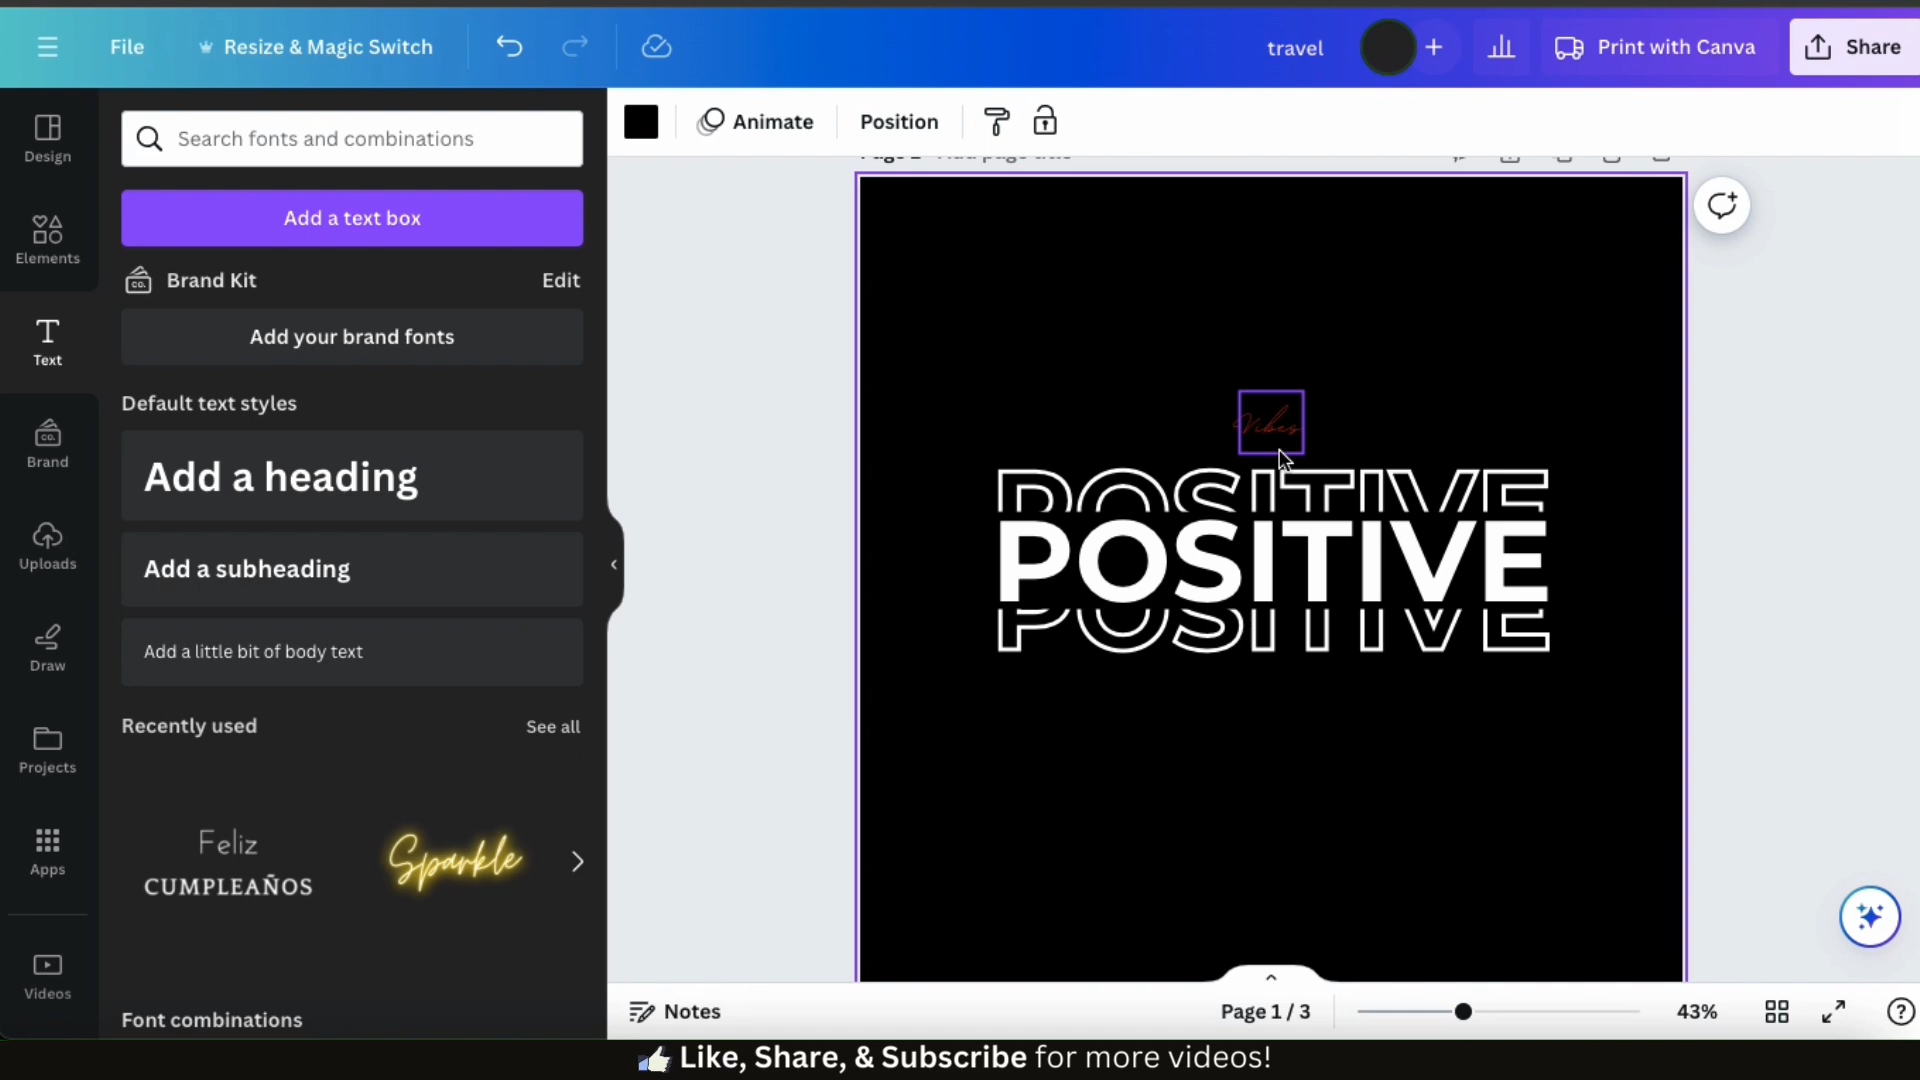 File
Resize & Magic Switch
travel
Print with Canva
Share
Design
Elements
Text
Brand
Uploads
Draw
Projects
Apps
Videos
Search fonts and combinations
Add a text box
CO.
Brand Kit
Edit
Add your brand fonts
Default text styles
Add a heading
Add a subheading
Add a little bit of body text
Recently used
See all
Feliz
CUMPLEAÑOS
Sparkle
Font combinations
Animate
Position
Vibes
POSITIVE
POSITIVE
POSITIVE
Notes
Page 1 / 3
43%
Like, Share, & Subscribe for more videos!